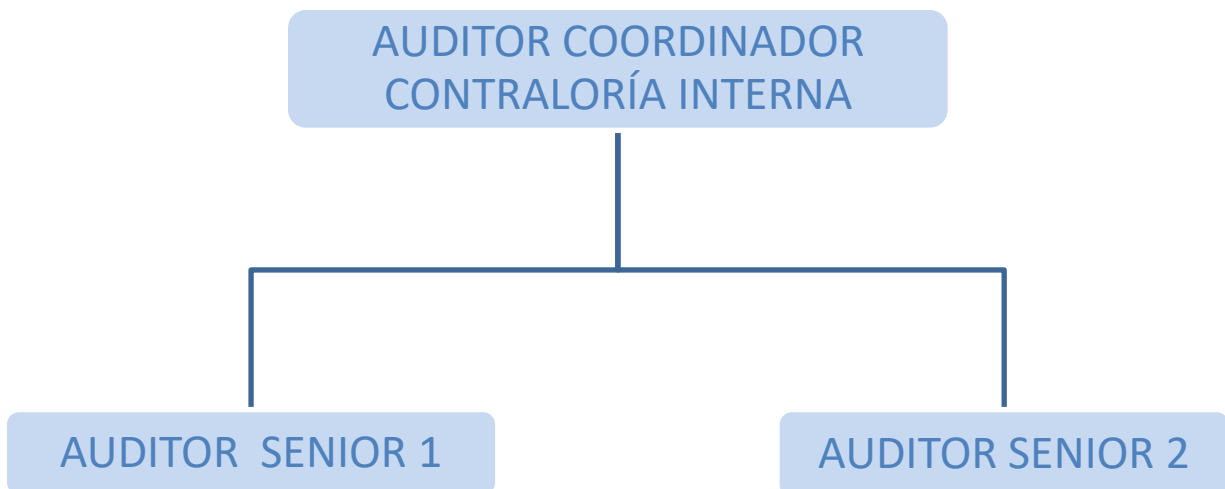 AUDITOR COORDINADOR
CONTRALORÍA INTERNA
AUDITOR  SENIOR 1
AUDITOR SENIOR 2